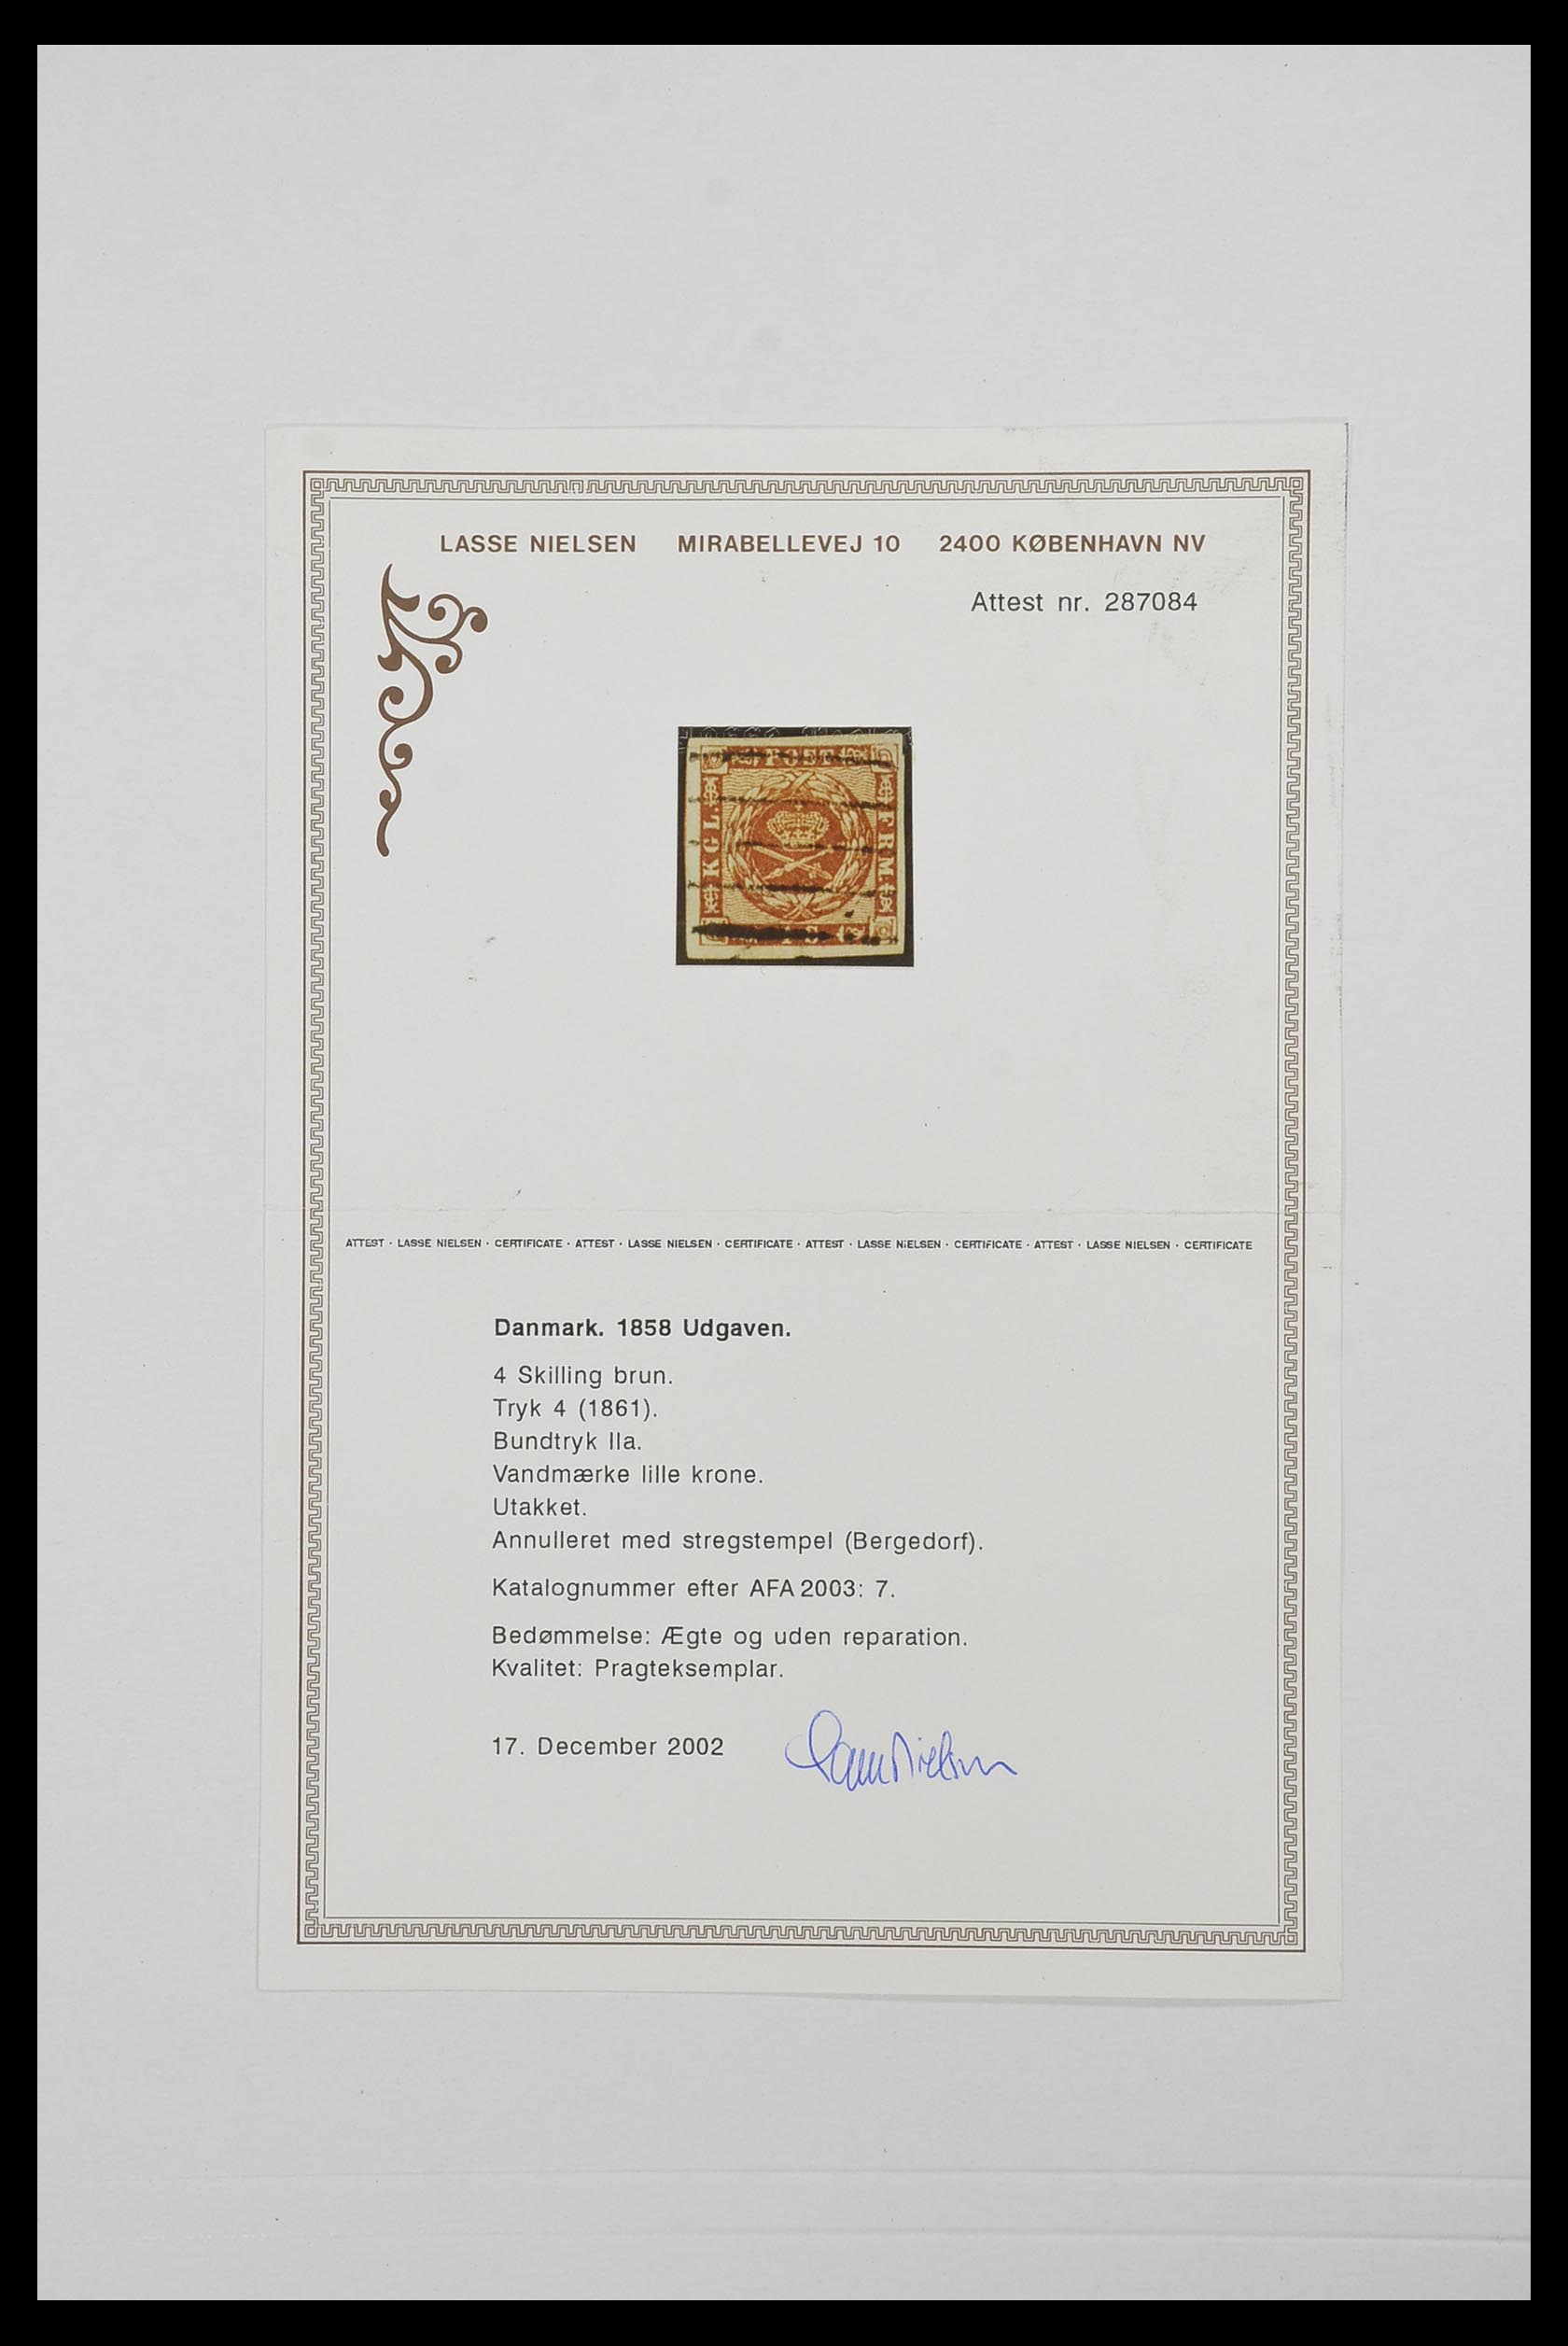 LASSE NIELSEN MIRABELLEVEJ 10 2400 KØBENHAVN NV
Attest nr. 287084
KGL.
FRM.
ATTEST · LASSE NIELSEN · CERTIFICATE · ATTEST · LASSE NIELSEN · CERTIFICATE · ATTEST · LASSE NIELSEN · CERTIFICATE · ATTEST · LASSE NIELSEN · CERTIFICATE
Danmark. 1858 Udgaven.
4 Skilling brun.
Tryk 4 (1861).
Bundtryk IIa.
Vandmærke lille krone.
Utakket.
Annulleret med stregstempel (Bergedorf).
Katalognummer efter AFA 2003: 7.
Bedømmelse: Ægte og uden reparation.
Kvalitet: Pragteksemplar.
17. December 2002